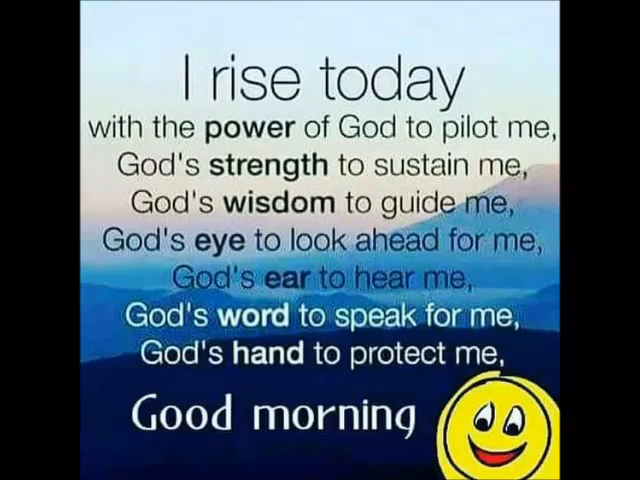 I rise today
with the power of God to pilot me,
God's strength to sustain me,
God's wisdom to guide me,
God's eye to look ahead for me,
God's ear to hear me,
God's word to speak for me,
God's hand to protect me,
Good morning